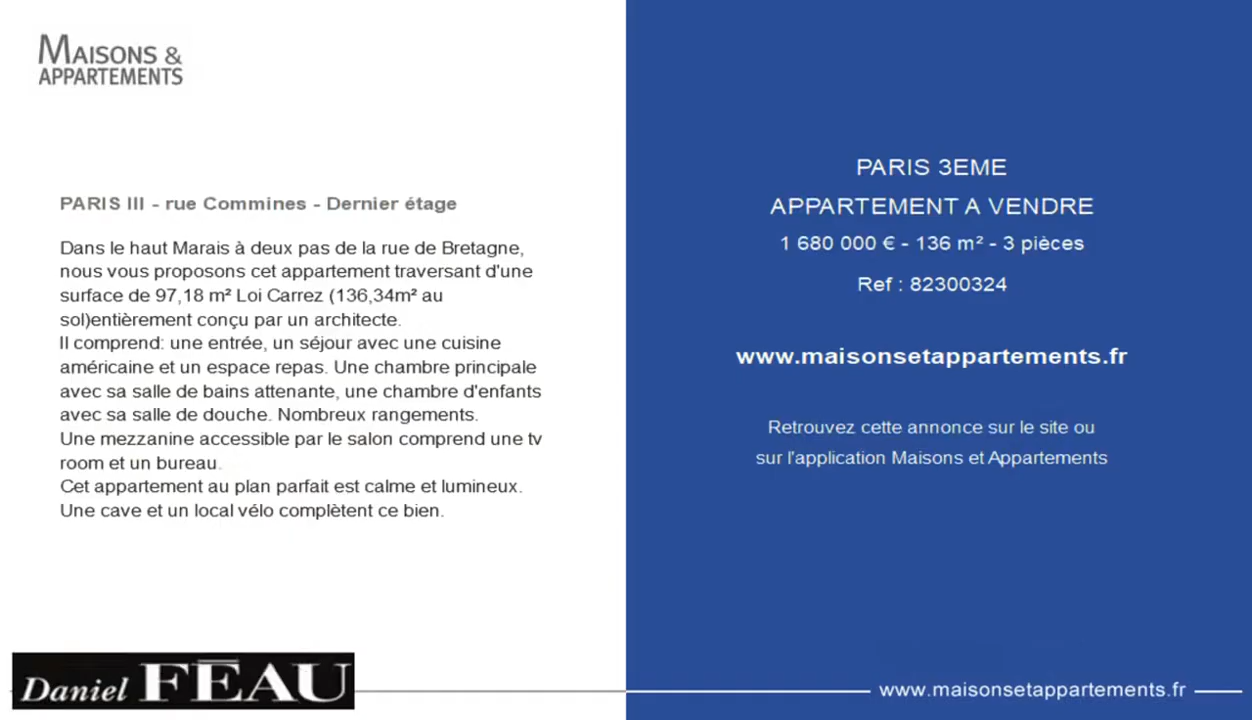 MAISONS &
APPARTEMENTS
PARIS III - rue Commines - Dernier étage
Dans le haut Marais à deux pas de la rue de Bretagne,
nous vous proposons cet appartement traversant d'une
surface de 97,18 m² Loi Carrez (136,34m² au
sol)entièrement conçu par un architecte.
Il comprend: une entrée, un séjour avec une cuisine
américaine et un espace repas. Une chambre principale
avec sa salle de bains attenante, une chambre d'enfants
avec sa salle de douche. Nombreux rangements.
Une mezzanine accessible par le salon comprend une tv
room et un bureau.
Cet appartement au plan parfait est calme et lumineux.
Une cave et un local vélo complètent ce bien.
Daniel FÉAU
PARIS 3EME
APPARTEMENT A VENDRE
1 680 000 € - 136 m² - 3 pièces
Ref : 82300324
www.maisonsetappartements.fr
Retrouvez cette annonce sur le site ou
sur l'application Maisons et Appartements
www.maisonsetappartements.fr